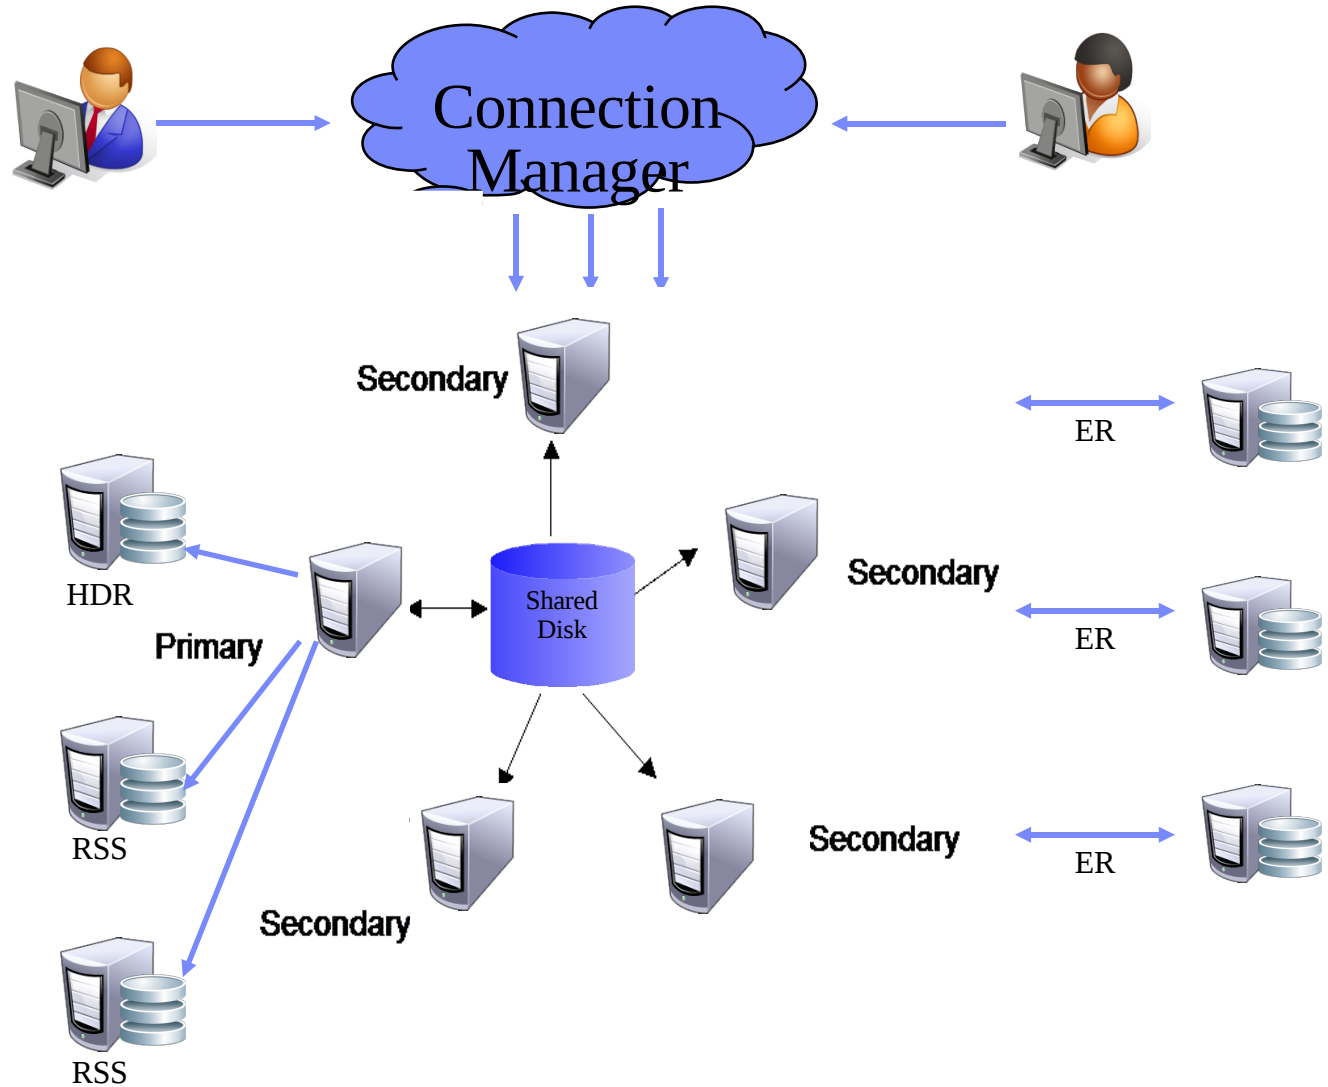 Connection
Manager
Secondary
ER
HDR
Shared
Disk
Secondary
Primary
ER
RSS
Secondary
ER
Secondary
RSS